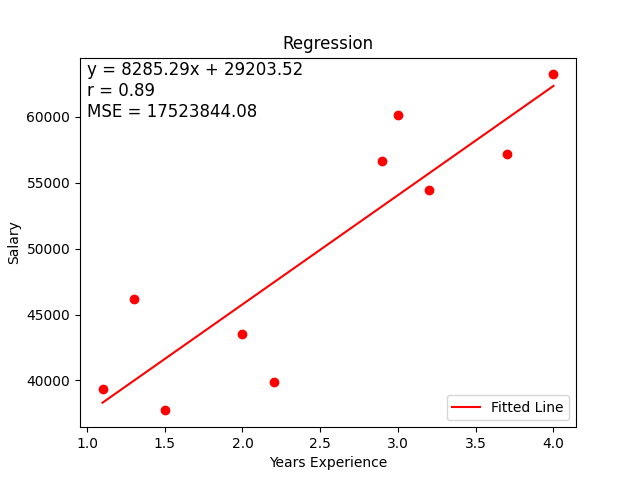 Regression
y = 8285.29x + 29203.52
r = 0.89
MSE = 17523844.08
60000
55000
50000
45000
40000
Salary
Fitted Line
1.0 1.5 2.0 2.5 3.0 3.5 4.0
Years Experience